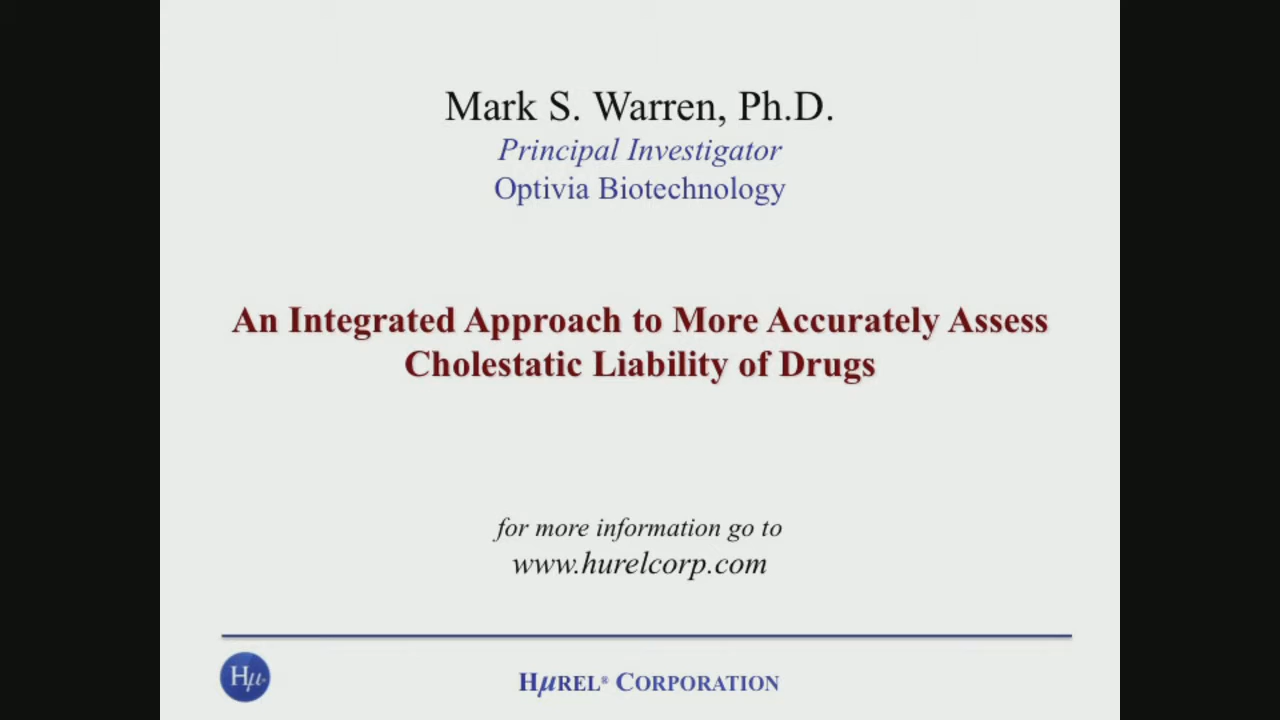 Mark S. Warren, Ph.D.
Principal Investigator
Optivia Biotechnology
An Integrated Approach to More Accurately Assess
Cholestatic Liability of Drugs
for more information go to
www.hurelcorp.com
Hμ
HμREL® CORPORATION